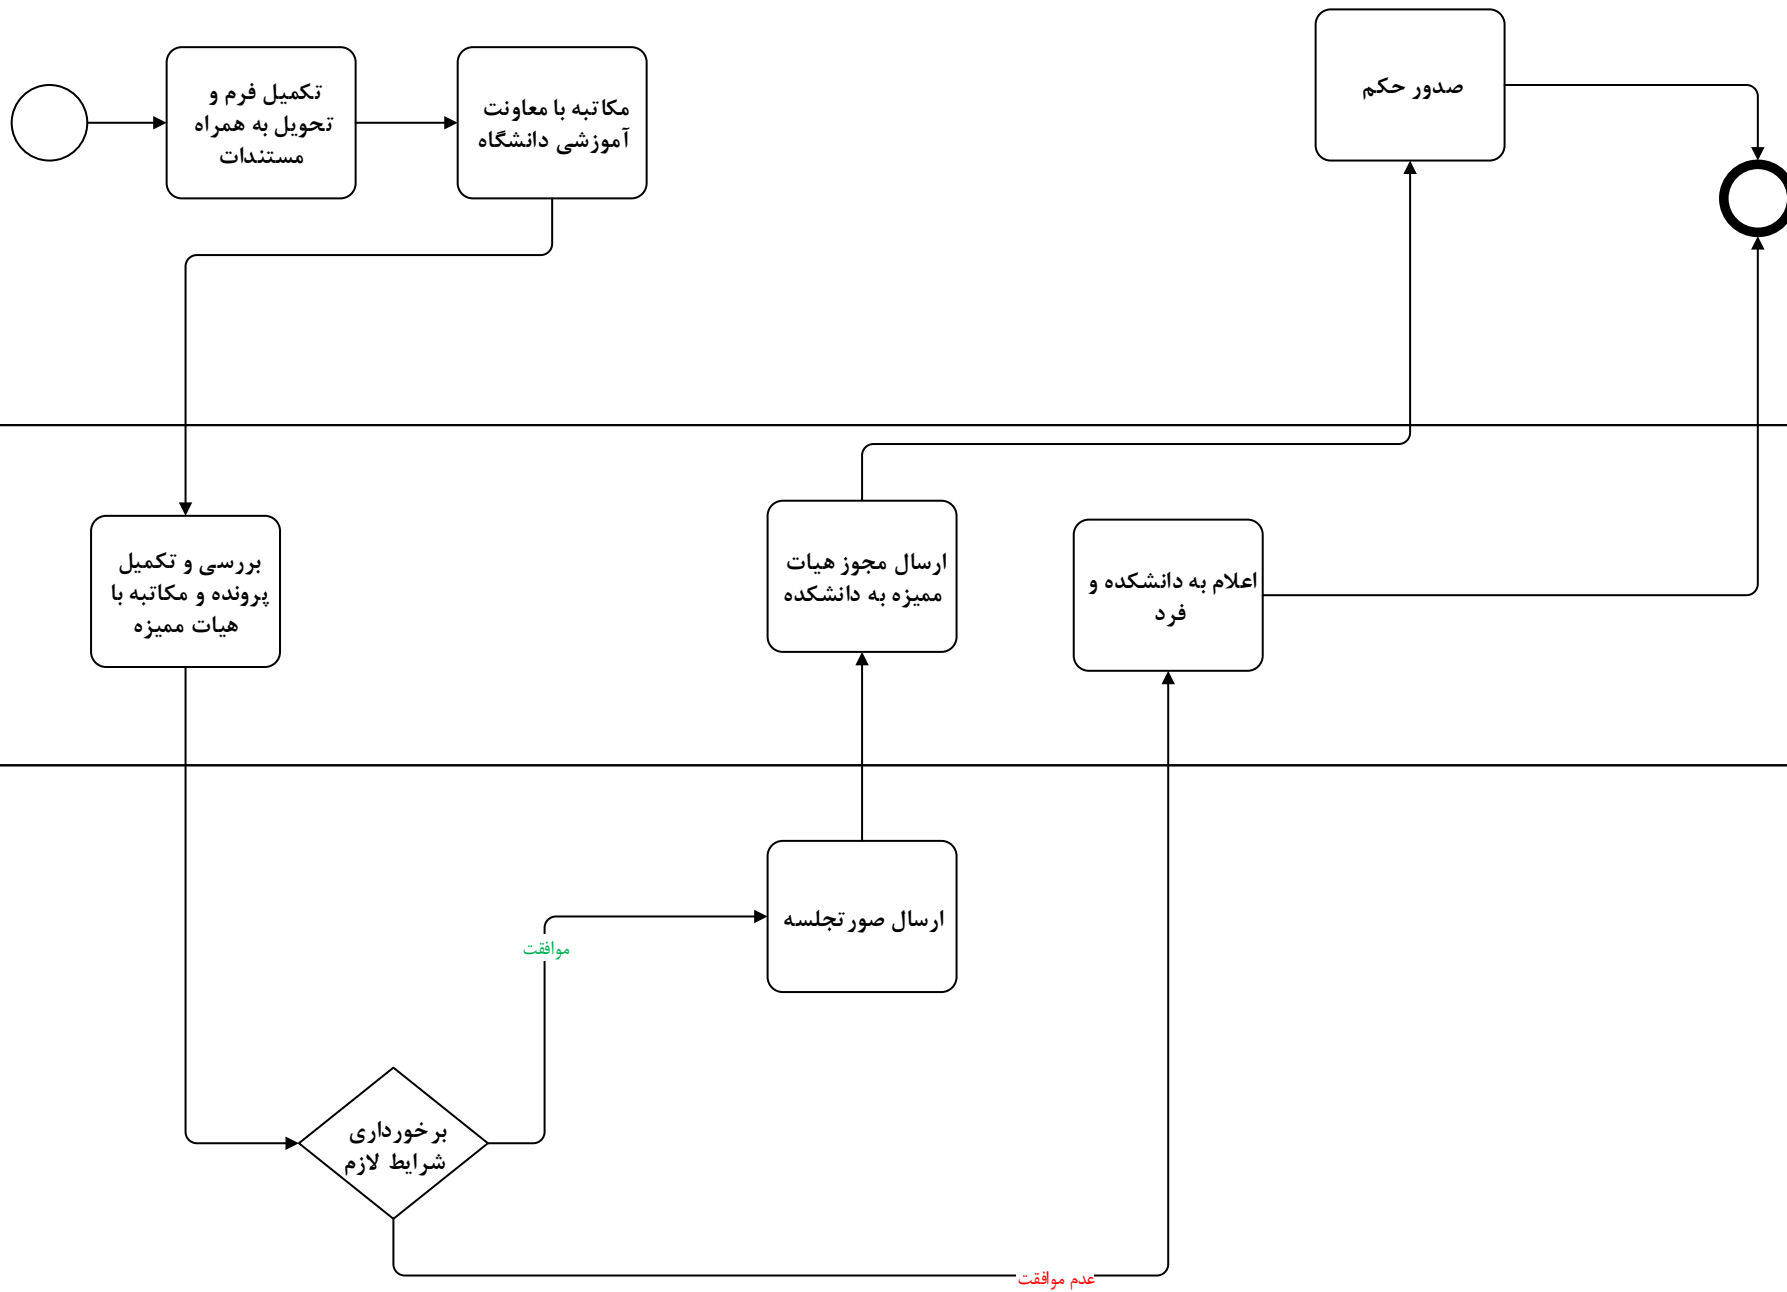 تکمیل فرم و
تحویل به همراه
مستندات
مکاتبه با معاونت
آموزشی دانشگاه
صدور حکم
بررسی و تکمیل
پرونده و مکاتبه با
هیات ممیزه
ارسال مجوز هیات
ممیزه به دانشکده
اعلام به دانشکده و
فرد
ارسال صورتجلسه
موافقت
برخورداری
شرایط لازم
عدم موافقت